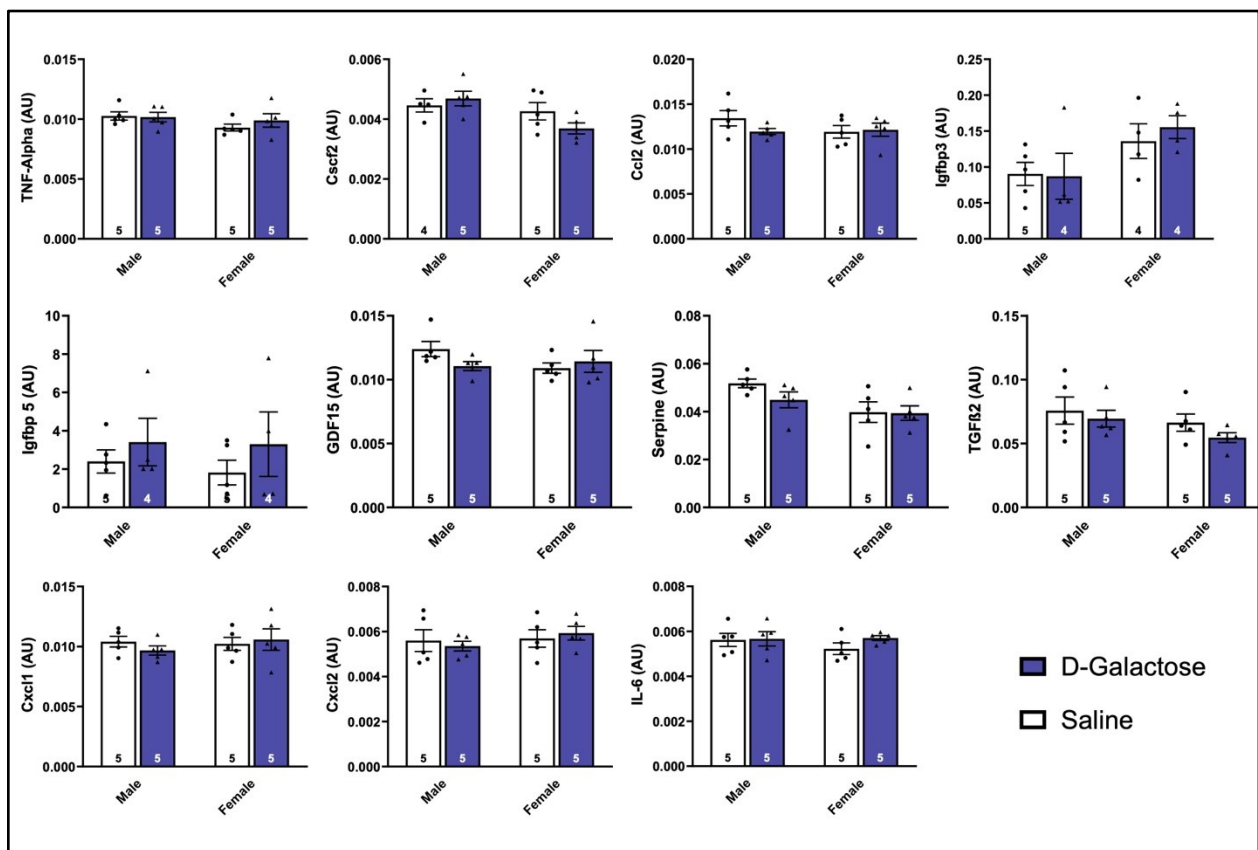 TNF-Alpha (AU)
0.015
0.010
0.005
0.000
5
5
5
5
Male
Female
Cscf2 (AU)
0.006
0.004
0.002
0.000
4
5
5
5
Male
Female
Ccl2 (AU)
0.020
0.015
0.010
0.005
0.000
5
5
5
5
Male
Female
Igfbp3 (AU)
0.25
0.20
0.15
0.10
0.05
0.00
5
4
4
4
Male
Female
Igfbp 5 (AU)
10
8
6
4
2
0
5
4
4
Male
Female
GDF15 (AU)
0.015
0.010
0.005
0.000
5
5
5
5
Male
Female
Serpine (AU)
0.08
0.06
0.04
0.02
0.00
5
5
5
5
Male
Female
TGFß2 (AU)
0.15
0.10
0.05
0.00
5
5
5
5
Male
Female
Cxcl1 (AU)
0.015
0.010
0.005
0.000
5
5
5
5
Male
Female
Cxcl2 (AU)
0.008
0.006
0.004
0.002
0.000
5
5
5
5
Male
Female
IL-6 (AU)
0.008
0.006
0.004
0.002
0.000
5
5
5
5
Male
Female
D-Galactose
Saline